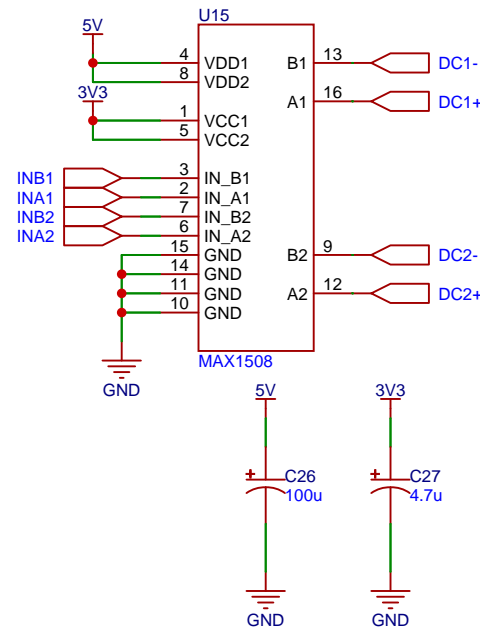 U15
5V
4 VDD1 B1 13 DC1-
8 VDD2
3V3
A1 16 DC1+
1 VCC1
5 VCC2
INB1 3 IN_B1
INA1 2 IN_A1
INB2 7 IN_B2
INA2 6 IN_A2
15 GND B2 9 DC2-
14 GND
11 GND A2 12 DC2+
10 GND
MAX1508
GND
5V 3V3
+ C26 + C27
100u 4.7u
GND GND